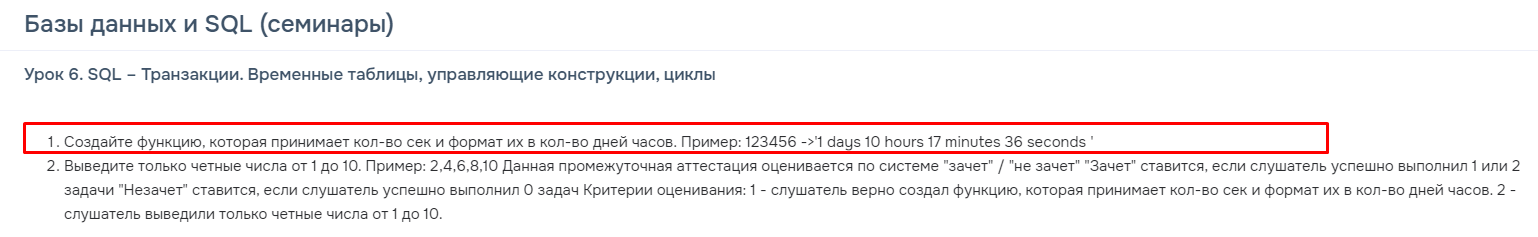 Базы данных и SQL (семинары)
Урок 6. SQL – Транзакции. Временные таблицы, управляющие конструкции, циклы
1. Создайте функцию, которая принимает кол-во сек и формат их в кол-во дней часов. Пример: 123456 ->'1 days 10 hours 17 minutes 36 seconds '
2. Выведите только четные числа от 1 до 10. Пример: 2,4,6,8,10 Данная промежуточная аттестация оценивается по системе "зачет" / "не зачет" "Зачет" ставится, если слушатель успешно выполнил 1 или 2
задачи "Незачет" ставится, если слушатель успешно выполнил 0 задач Критерии оценивания: 1 - слушатель верно создал функцию, которая принимает кол-во сек и формат их в кол-во дней часов. 2 -
слушатель выведили только четные числа от 1 до 10.